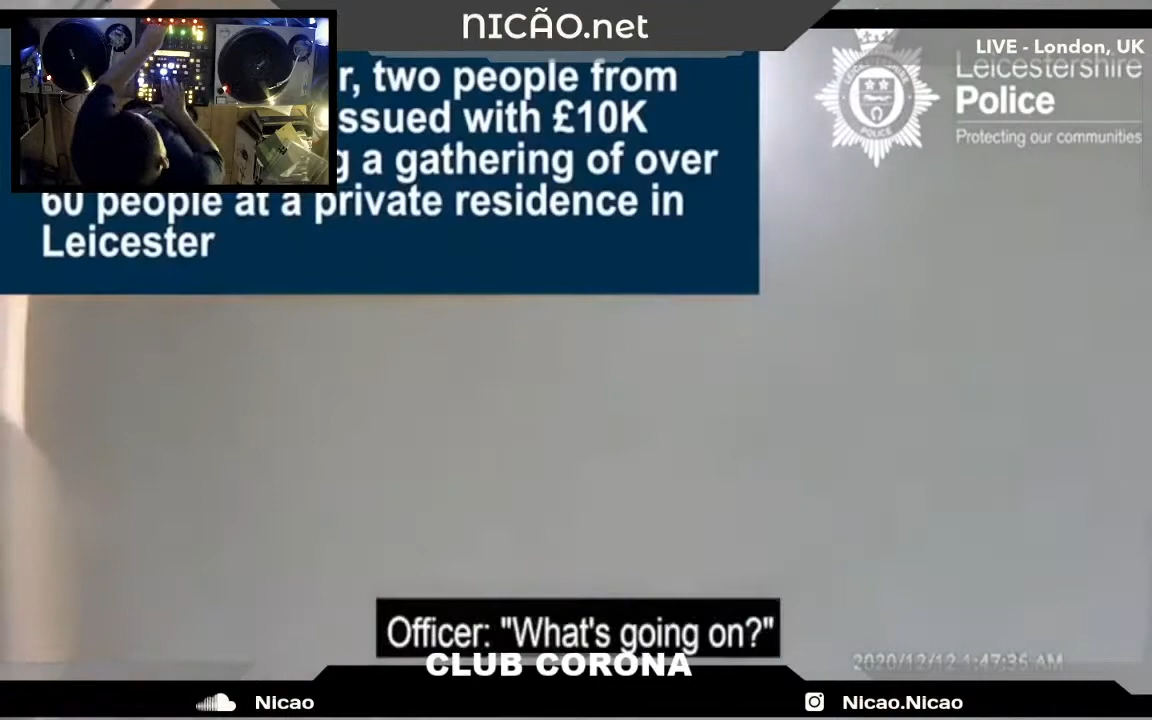 NICÃO.net
LIVE - London, UK
Leicestershire
Police
Protecting our communities
r, two people from
ssued with £10K
g a gathering of over
60 people at a private residence in
Leicester
Officer: "What's going on?"
CLUB CORONA
2020/12/12 1:47:36 AM
Nicao
Nicao.Nicao